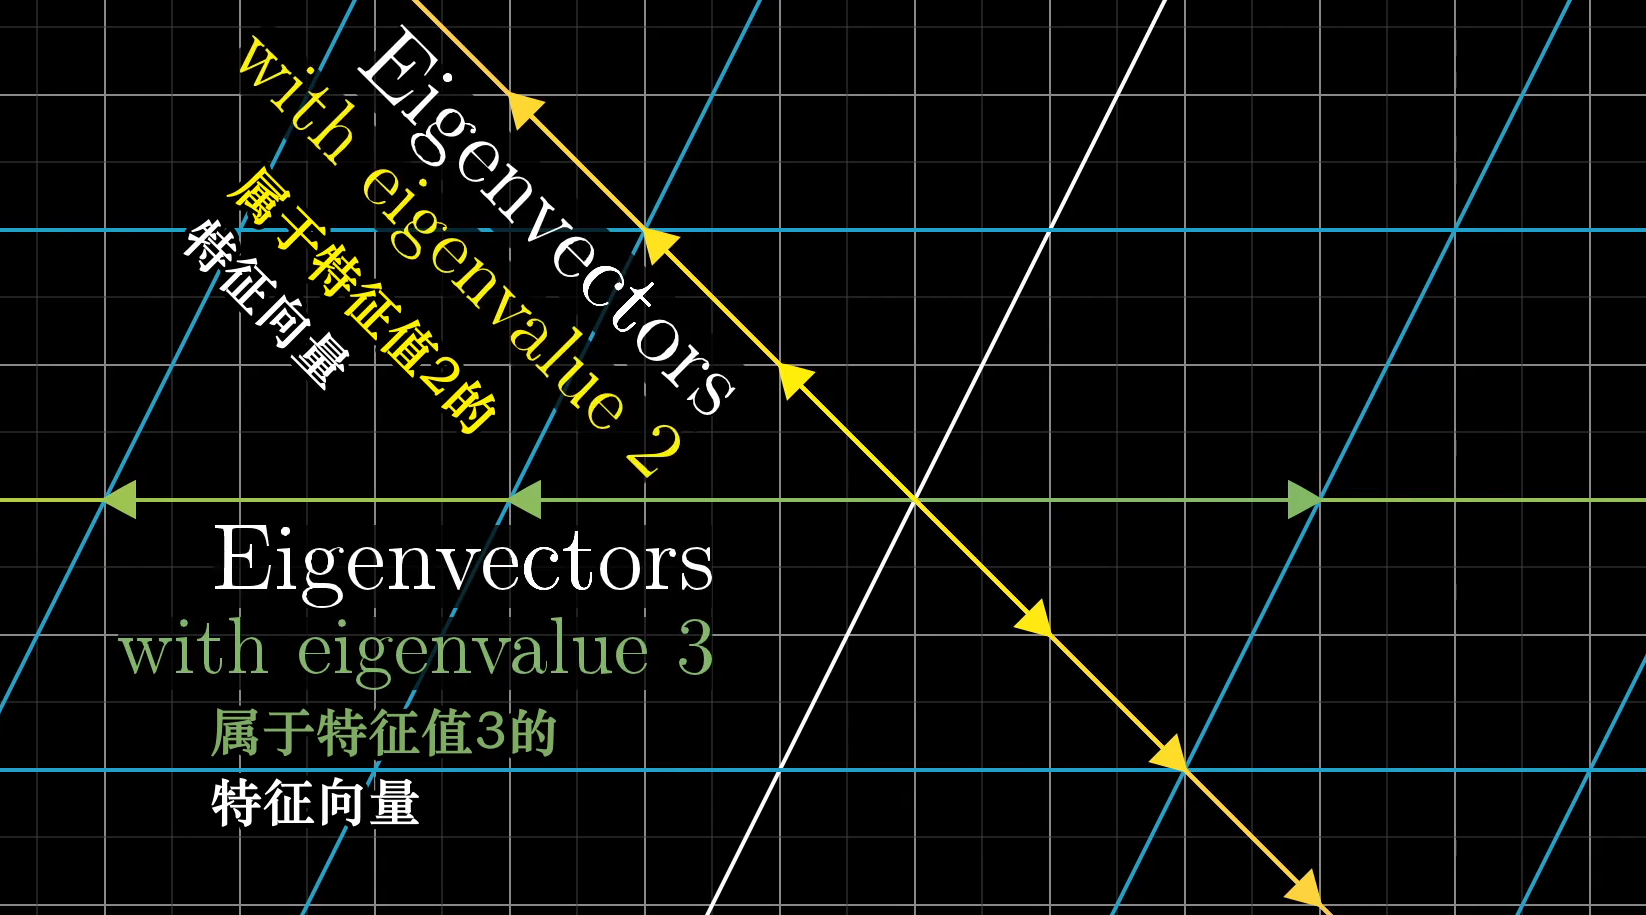 Eigenvectors
with eigenvalue 2
属于特征值2的
特征向量
Eigenvectors
with eigenvalue 3
属于特征值3的
特征向量